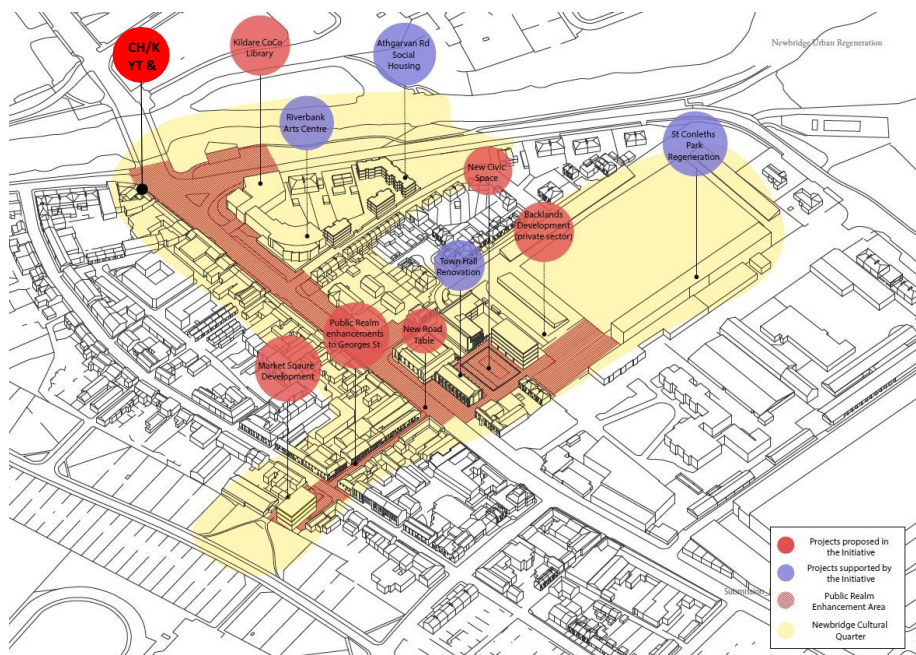 Newbridge Urban Regeneration
CH/K
YT &
Kildare CoCo
Library
Athgarvan Rd
Social
Housing
Riverbank
Arts Centre
New Civic
Space
St Conleths
Park
Regeneration
Backlands
Development
(private sector)
Town Hall
Renovation
Public Realm
enhancements
to Georges St
New Road
Table
Market Sqaure
Development
Projects proposed in
the Initiative
Projects supported by
the Initiative
Public Realm
Enhancement Area
Newbridge Cultural
Quarter
Submission